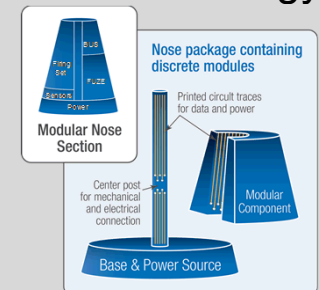 gy
BUS
Firing
Set
FUZE
Sensors
Power
Modular Nose
Section
Nose package containing
discrete modules
Printed circuit traces
for data and power
Center post
for mechanical
and electrical
connection
Modular
Component
Base & Power Source